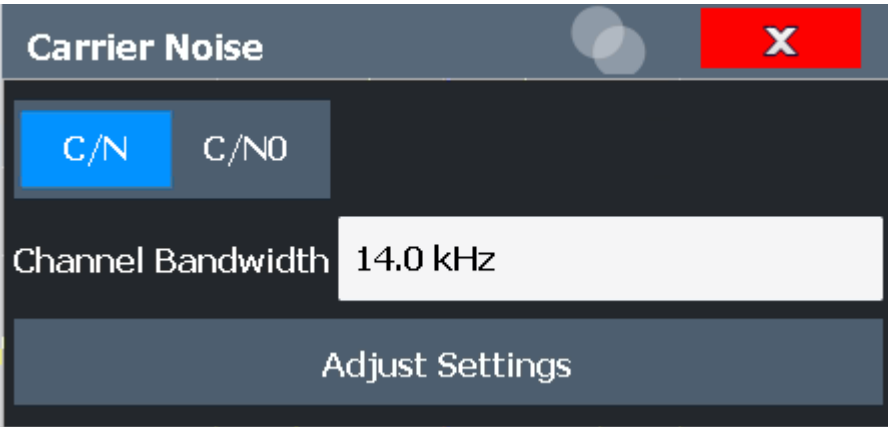 Carrier Noise X
C/N C/N0
Channel Bandwidth 14.0 kHz
Adjust Settings